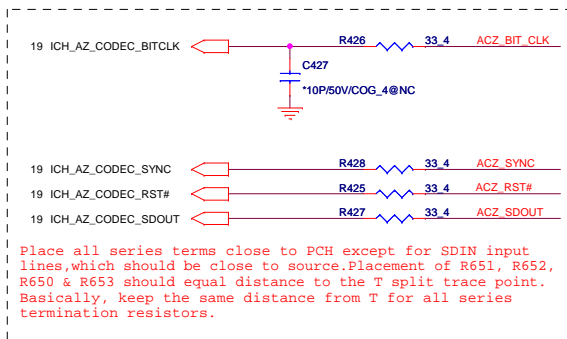 R426 33_4 ACZ_BIT_CLK
19 ICH_AZ_CODEC_BITCLK
C427
*10P/50V/COG_4@NC
R428 33_4 ACZ_SYNC
19 ICH_AZ_CODEC_SYNC
R425 33_4 ACZ_RST#
19 ICH_AZ_CODEC_RST#
R427 33_4 ACZ_SDOUT
19 ICH_AZ_CODEC_SDOUT
Place all series terms close to PCH except for SDIN input
lines,which should be close to source.Placement of R651, R652,
R650 & R653 should equal distance to the T split trace point.
Basically, keep the same distance from T for all series
termination resistors.